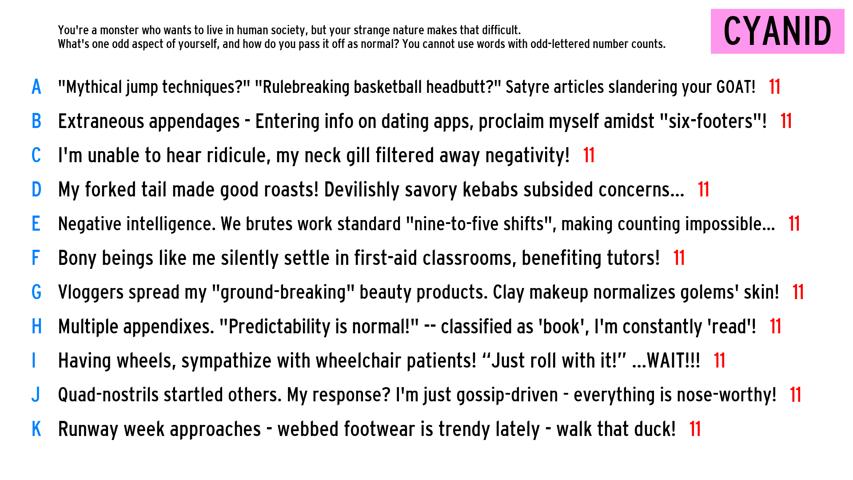 You're a monster who wants to live in human society, but your strange nature makes that difficult.
What's one odd aspect of yourself, and how do you pass it off as normal? You cannot use words with odd-lettered number counts.
CYANID
A "Mythical jump techniques?" "Rulebreaking basketball headbutt?" Satyre articles slandering your GOAT! 11
B Extraneous appendages - Entering info on dating apps, proclaim myself amidst "six-footers"! 11
C I'm unable to hear ridicule, my neck gill filtered away negativity! 11
D My forked tail made good roasts! Devilishly savory kebabs subsided concerns... 11
E Negative intelligence. We brutes work standard "nine-to-five shifts", making counting impossible... 11
F Bony beings like me silently settle in first-aid classrooms, benefiting tutors! 11
G Vloggers spread my "ground-breaking" beauty products. Clay makeup normalizes golems' skin! 11
H Multiple appendixes. "Predictability is normal!" -- classified as 'book', I'm constantly 'read'! 11
I Having wheels, sympathize with wheelchair patients! “Just roll with it!” ...WAIT!!! 11
J Quad-nostrils startled others. My response? I'm just gossip-driven - everything is nose-worthy! 11
K Runway week approaches - webbed footwear is trendy lately - walk that duck! 11